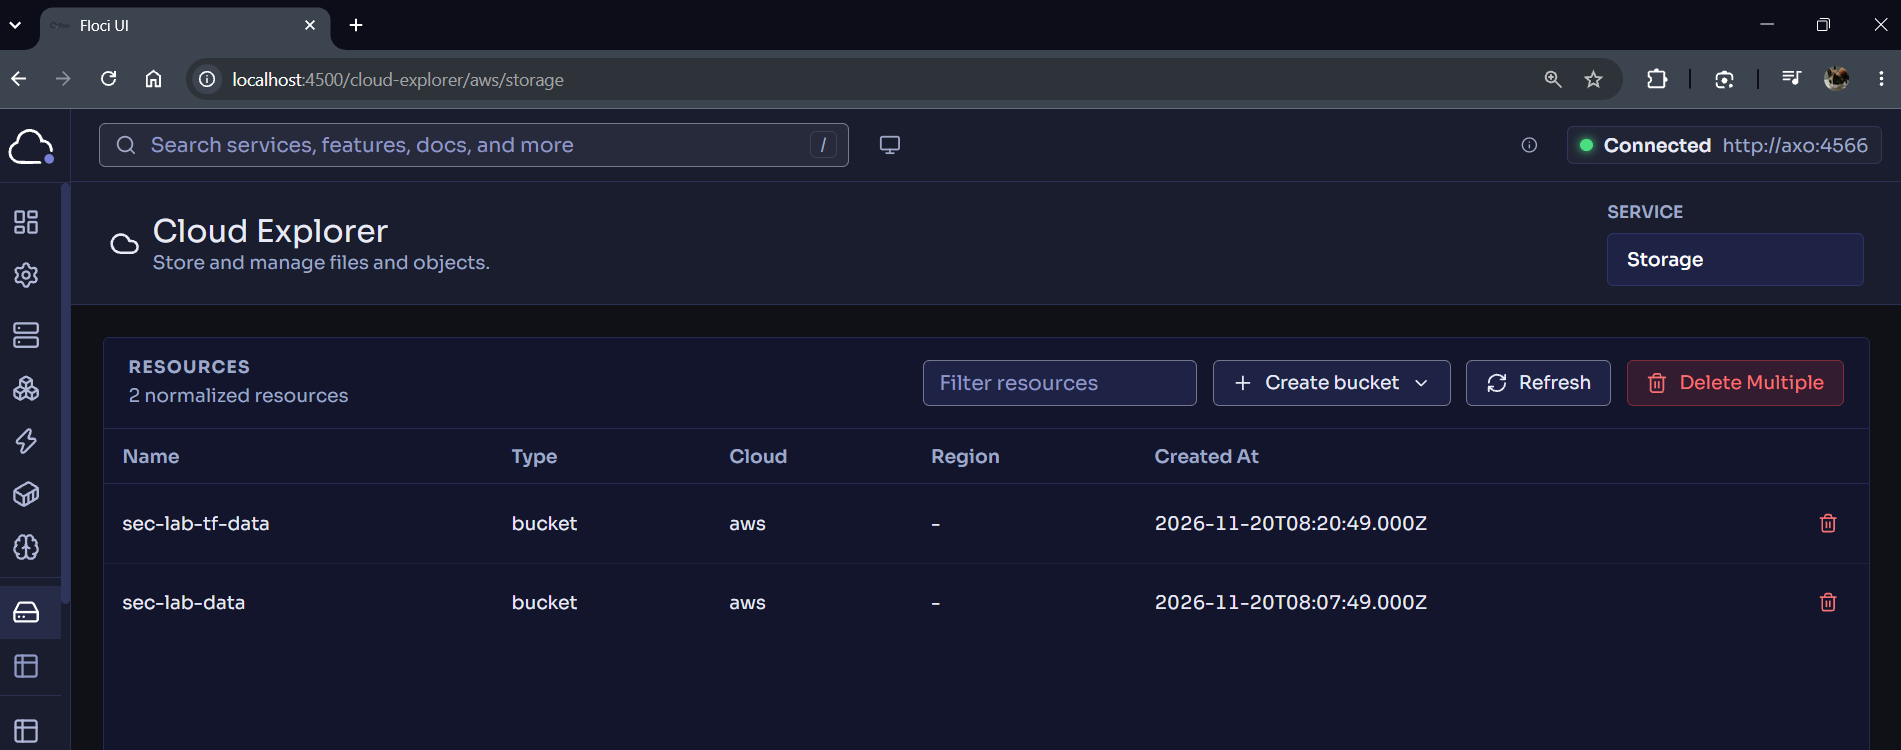 Floci UI
localhost:4500/cloud-explorer/aws/storage
Search services, features, docs, and more /
Connected http://axo:4566
Cloud Explorer
Store and manage files and objects.
SERVICE
Storage
RESOURCES
2 normalized resources
Filter resources
Create bucket
Refresh
Delete Multiple
Name Type Cloud Region Created At
sec-lab-tf-data bucket aws - 2026-11-20T08:20:49.000Z
sec-lab-data bucket aws - 2026-11-20T08:07:49.000Z